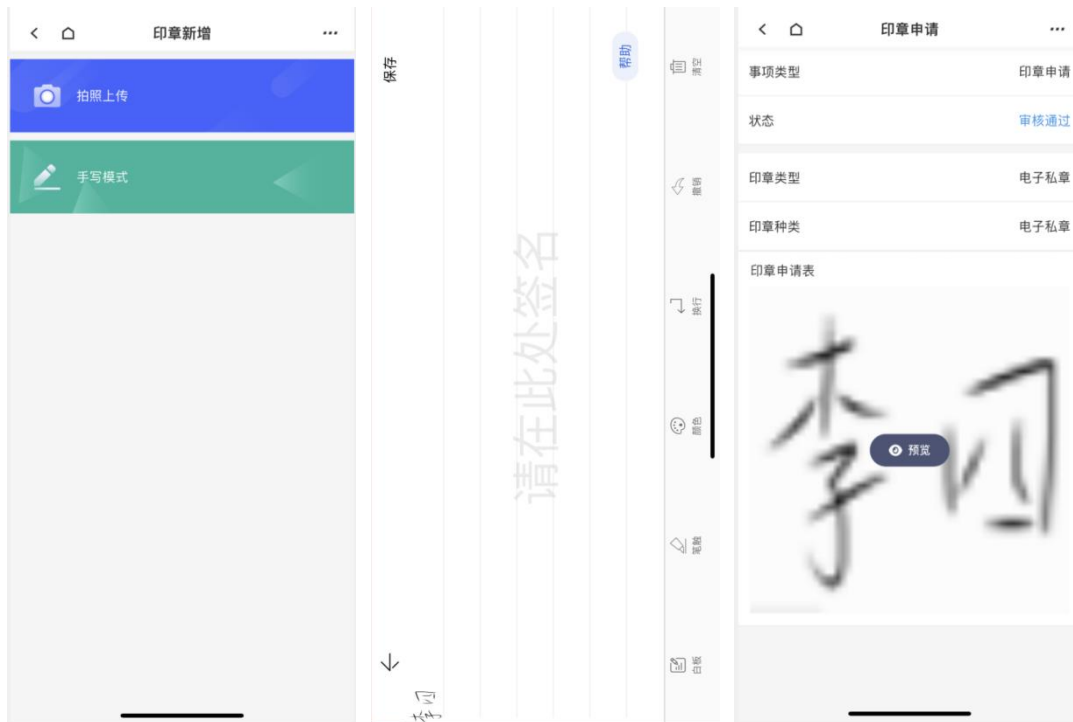 印章新增
拍照上传
手写模式
保存
帮助
请在此处签名
李四
清空
撤销
换行
颜色
笔触
白板
印章申请
事项类型 印章申请
状态 审核通过
印章类型 电子私章
印章种类 电子私章
印章申请表
李四
预览